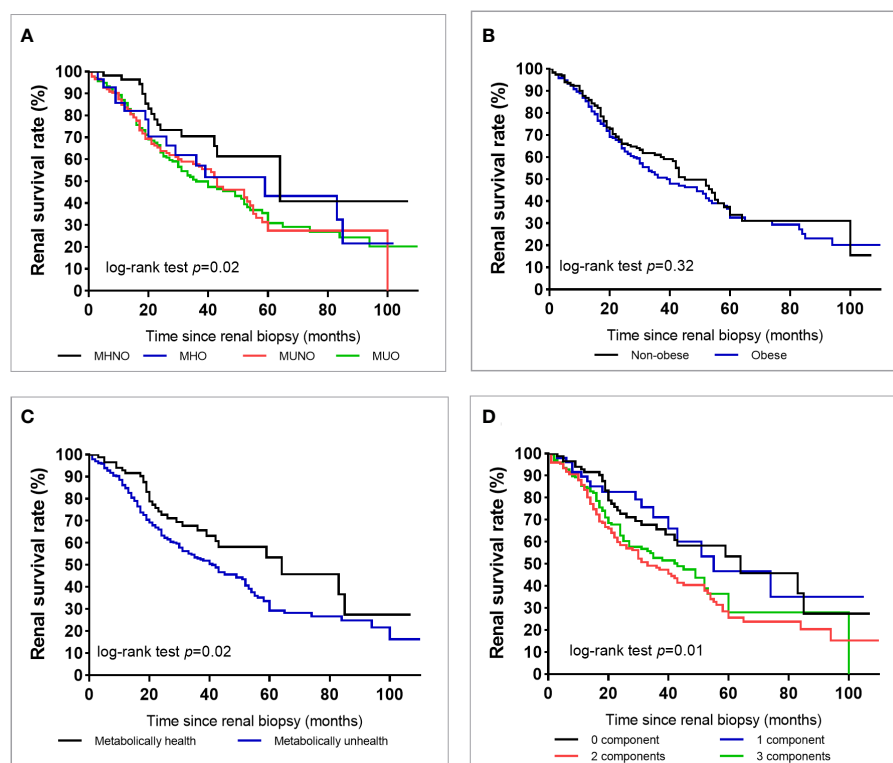 A
Renal survival rate (%)
100
90
80
70
60
50
40
30
20
10
0
log-rank test p=0.02
0 20 40 60 80 100
Time since renal biopsy (months)
MHNO MHO MUNO MUO
B
Renal survival rate (%)
100
90
80
70
60
50
40
30
20
10
0
log-rank test p=0.32
0 20 40 60 80 100
Time since renal biopsy (months)
Non-obese Obese
C
Renal survival rate (%)
100
90
80
70
60
50
40
30
20
10
0
log-rank test p=0.02
0 20 40 60 80 100
Time since renal biopsy (months)
Metabolically health Metabolically unhealth
D
Renal survival rate (%)
100
90
80
70
60
50
40
30
20
10
0
log-rank test p=0.01
0 20 40 60 80 100
Time since renal biopsy (months)
0 component 1 component
2 components 3 components